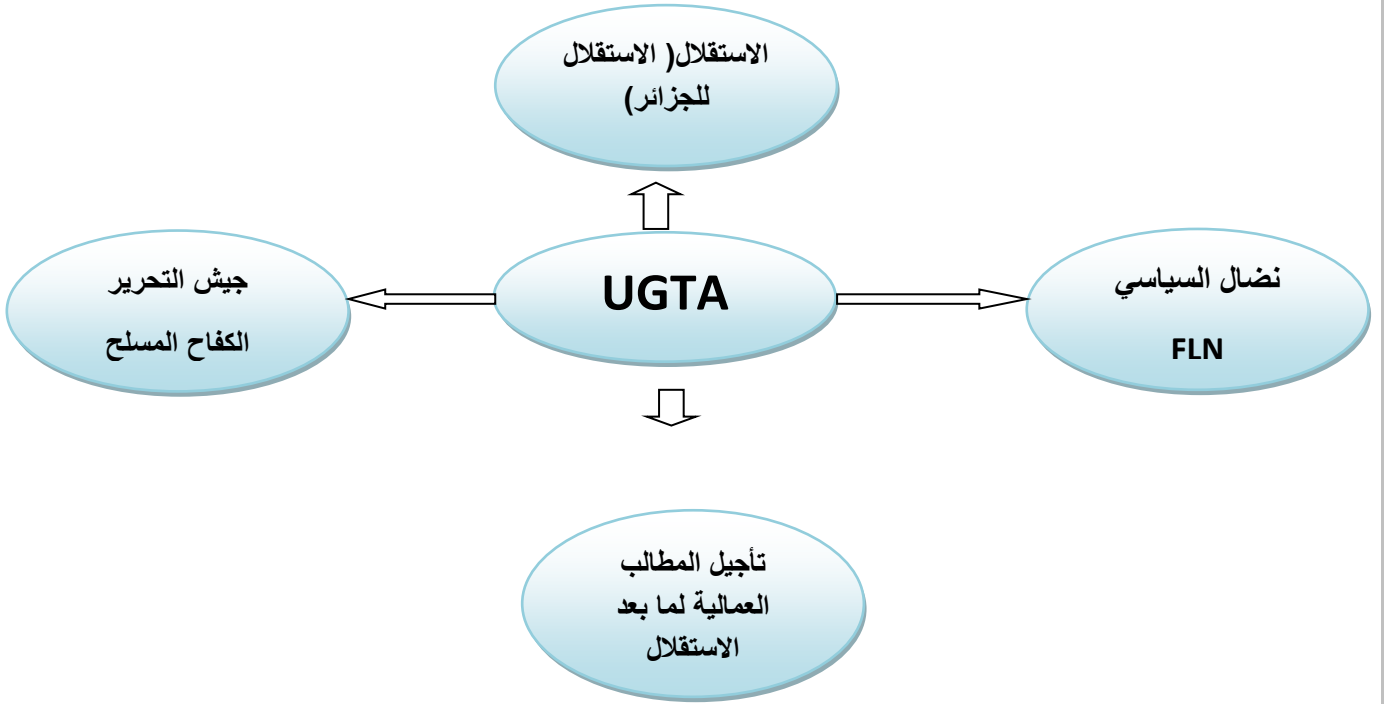 الاستقلال( الاستقلال
للجزائر)
جيش التحرير
الكفاح المسلح
UGTA
نضال السياسي
FLN
تأجيل المطالب
العمالية لما بعد
الاستقلال